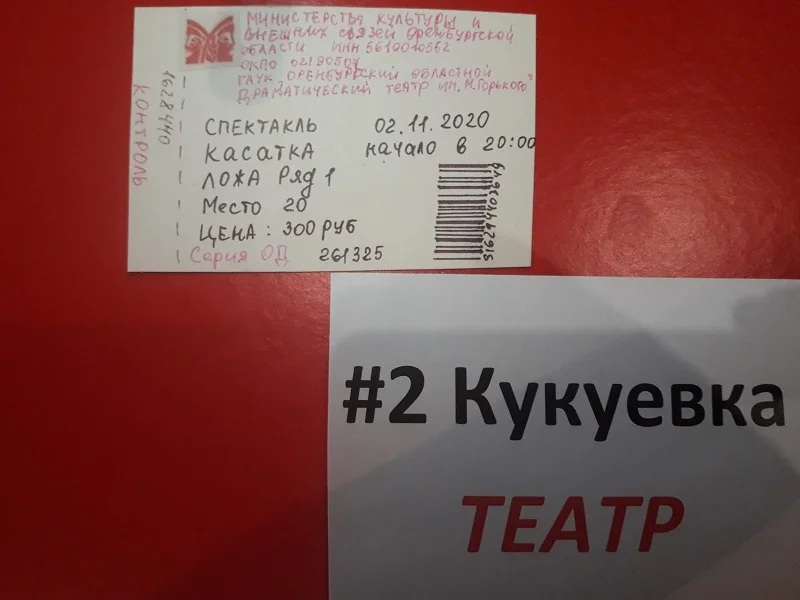 МИНИСТЕРСТВА КУЛЬТУРЫ И
ВНЕШНИХ СВЯЗЕЙ ОРЕНБУРГСКОЙ
ОБЛАСТИ ИНН 5610010562
ОКПО 02190504
ГАУК ОРЕНБУРГСКИЙ ОБЛАСТНОЙ
ДРАМАТИЧЕСКИЙ ТЕАТР ИМ. М. ГОРЬКОГО"
КОНТРОЛЬ
1628440
СПЕКТАКЛЬ 02.11.2020
КАСАТКА НАЧАЛО В 20:00
ЛОЖА РЯД 1
МЕСТО 20
ЦЕНА : 300 РУБ
Серия ОД 261325
#2 Кукуевка
ТЕАТР